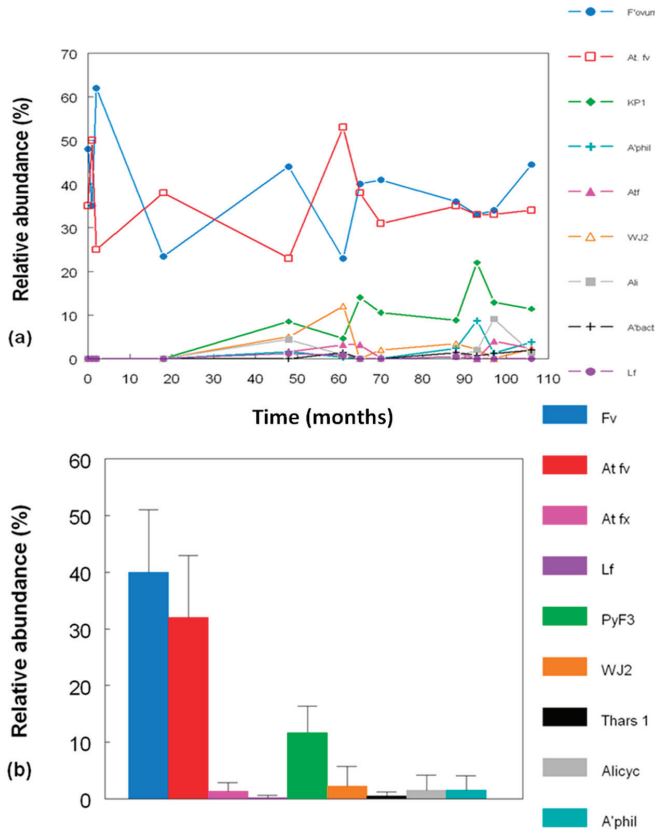 F'ovum
At fv
KP1
A'phil
Atf
WJ2
Ali
A'bact
Lf
Relative abundance (%)
70
60
50
40
30
20
10
0
(a)
0 10 20 30 40 50 60 70 80 90 100 110
Time (months)
Fv
At fv
At fx
Lf
PyF3
WJ2
Thars 1
Alicyc
A'phil
Relative abundance (%)
60
50
40
30
20
10
0
(b)